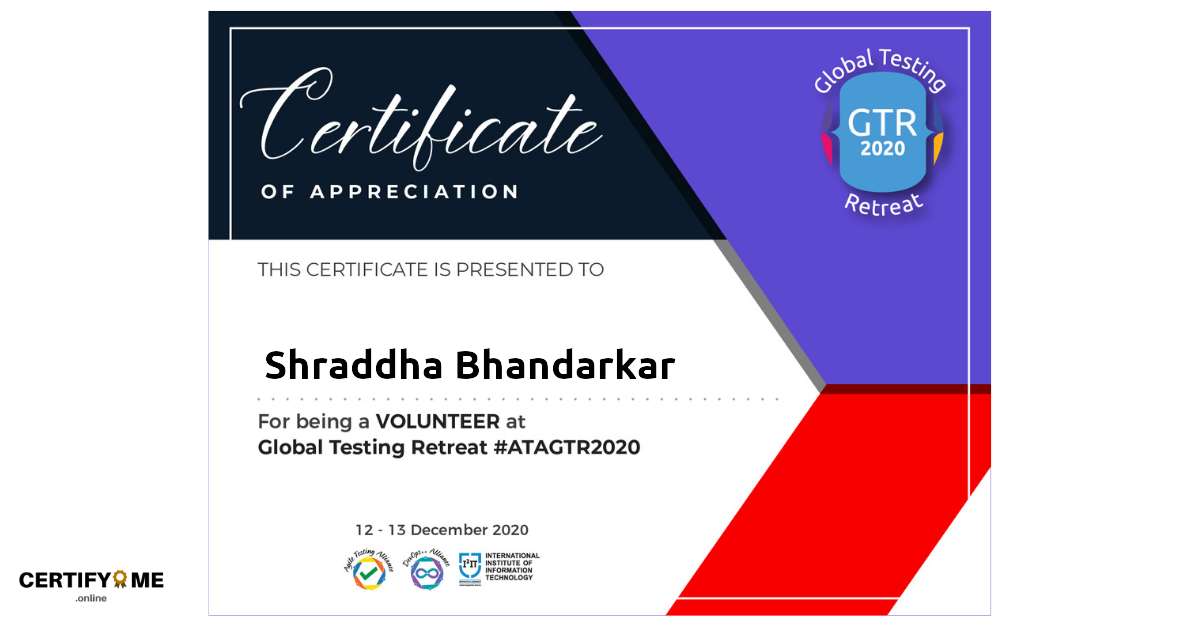 Certificate
OF APPRECIATION
Global Testing
GTR
2020
Retreat
THIS CERTIFICATE IS PRESENTED TO
Shraddha Bhandarkar
For being a VOLUNTEER at
Global Testing Retreat #ATAGTR2020
12 - 13 December 2020
Agile Testing Alliance
DevOps++ Alliance
I²IT
INTERNATIONAL
INSTITUTE OF
INFORMATION
TECHNOLOGY
CERTIFY ME
.online